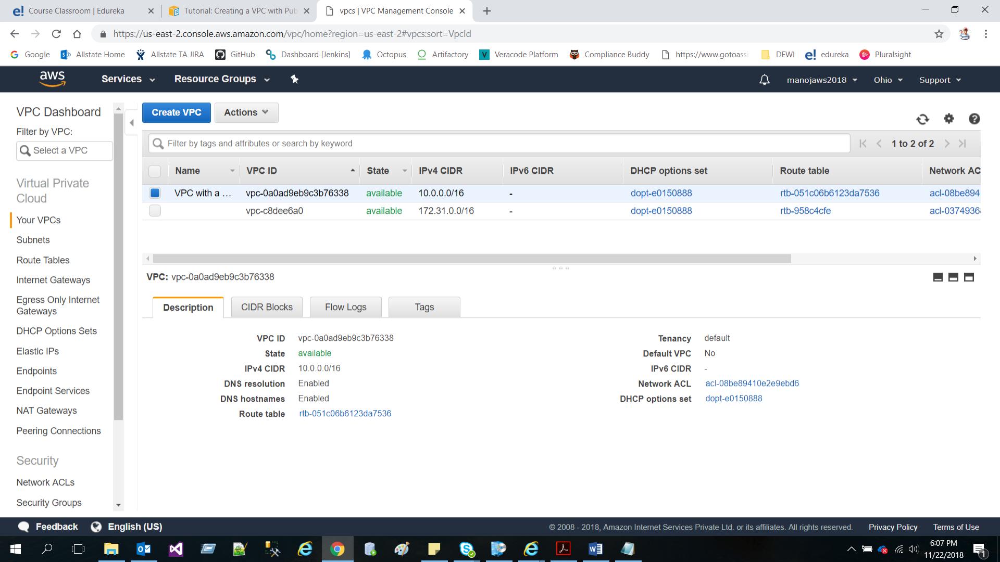 Course Classroom | Edureka
Tutorial: Creating a VPC with Pub
vpcs | VPC Management Console
https://us-east-2.console.aws.amazon.com/vpc/home?region=us-east-2#vpcs:sort=VpcId
Google
Allstate Home
Allstate TA JIRA
GitHub
Dashboard [Jenkins]
Octopus
Artifactory
Veracode Platform
Compliance Buddy
https://www.gotoassi
DEWI
edureka
Pluralsight
aws
Services
Resource Groups
manojaws2018
Ohio
Support
VPC Dashboard
Filter by VPC:
Select a VPC
Virtual Private
Cloud
Your VPCs
Subnets
Route Tables
Internet Gateways
Egress Only Internet
Gateways
DHCP Options Sets
Elastic IPs
Endpoints
Endpoint Services
NAT Gateways
Peering Connections
Security
Network ACLs
Security Groups
Create VPC
Actions
Filter by tags and attributes or search by keyword
1 to 2 of 2
Name VPC ID State IPv4 CIDR IPv6 CIDR DHCP options set Route table Network AC
VPC with a ... vpc-0a0ad9eb9c3b76338 available 10.0.0.0/16 - dopt-e0150888 rtb-051c06b6123da7536 acl-08be894
vpc-c8dee6a0 available 172.31.0.0/16 - dopt-e0150888 rtb-958c4cfe acl-0374936
VPC: vpc-0a0ad9eb9c3b76338
Description
CIDR Blocks
Flow Logs
Tags
VPC ID vpc-0a0ad9eb9c3b76338
State available
IPv4 CIDR 10.0.0.0/16
DNS resolution Enabled
DNS hostnames Enabled
Route table rtb-051c06b6123da7536
Tenancy default
Default VPC No
IPv6 CIDR -
Network ACL acl-08be89410e2e9ebd6
DHCP options set dopt-e0150888
Feedback
English (US)
© 2008 - 2018, Amazon Internet Services Private Ltd. or its affiliates. All rights reserved.
Privacy Policy
Terms of Use
6:07 PM
11/22/2018
1